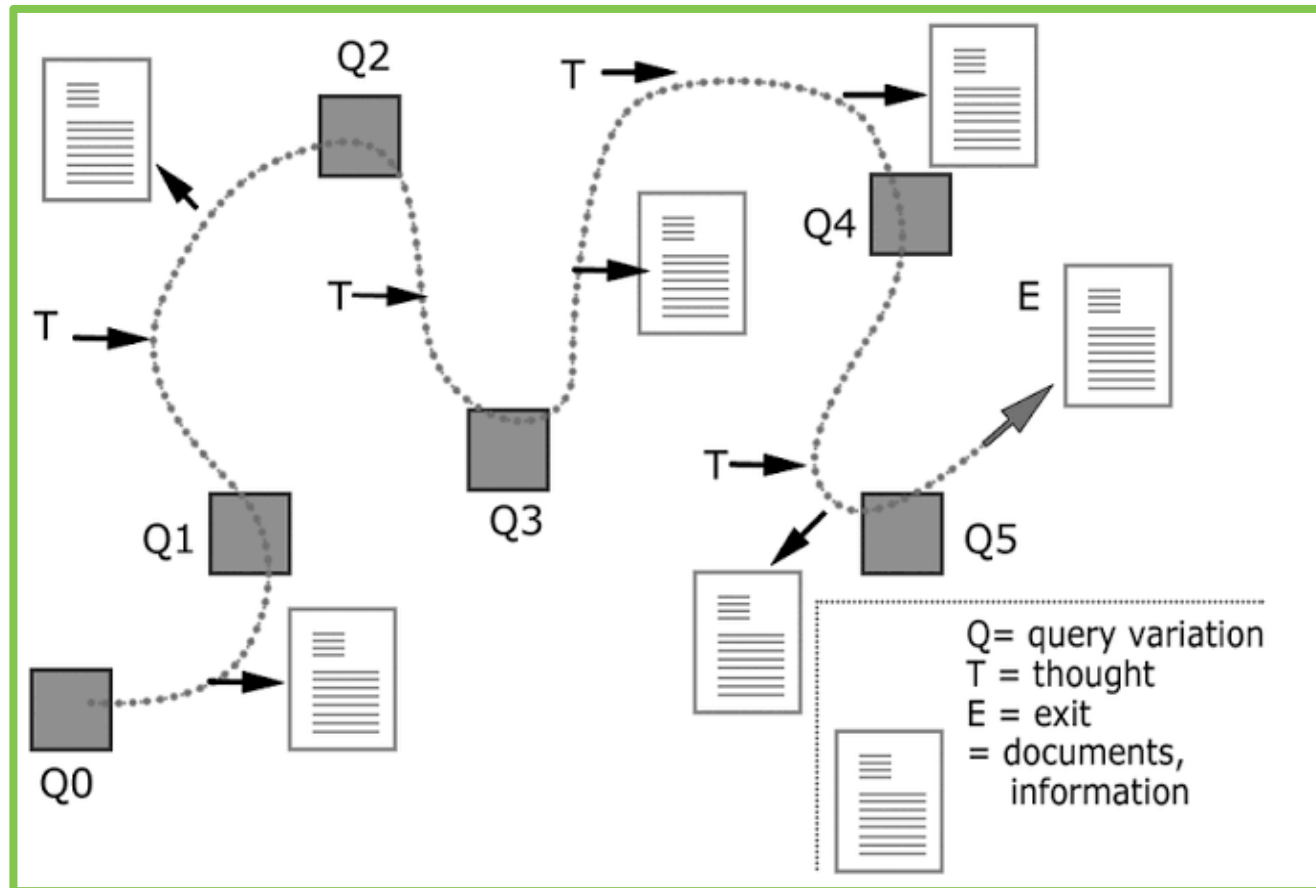 Q2
T
T
Q4
E
T
T
Q3
Q1
Q5
Q0
Q= query variation
T = thought
E = exit
= documents,
information